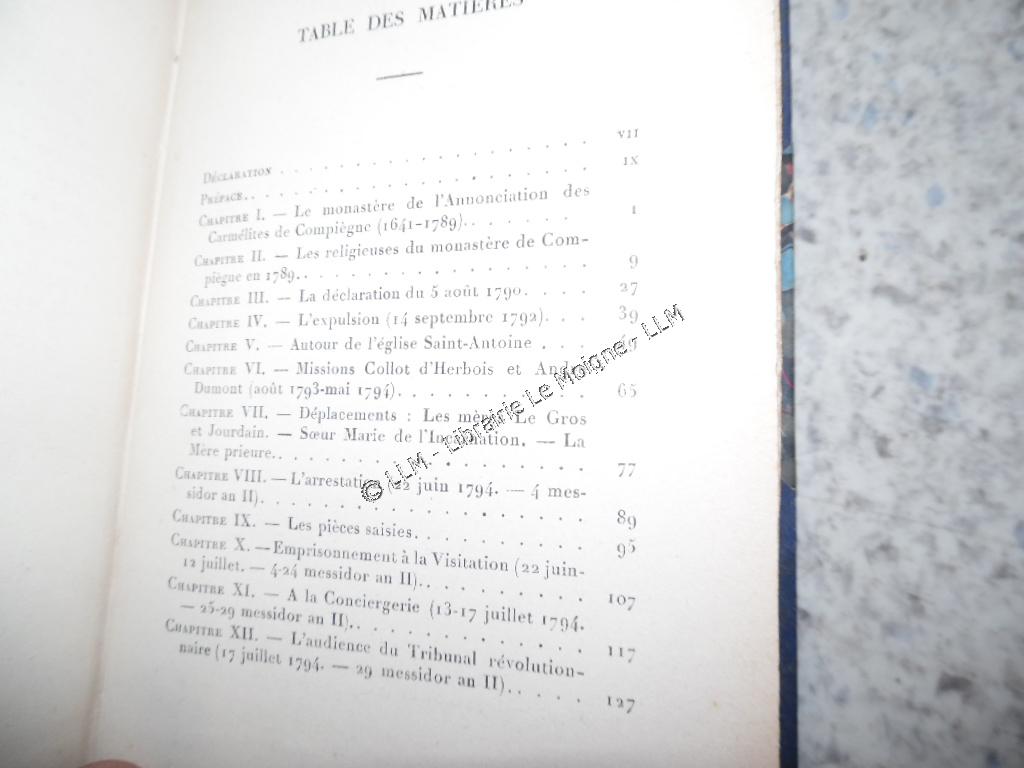 TABLE DES MATIÈRES
DÉCLARATION . . . . . . . . . . . . . . . . VII
PRÉFACE. . . . . . . . . . . . . . . . . IX
CHAPITRE I. — Le monastère de l'Annonciation des
Carmélites de Compiègne (1641-1789). . . . . . . 1
CHAPITRE II. — Les religieuses du monastère de Com-
piègne en 1789. . . . . . . . . . . . . . . 9
CHAPITRE III. — La déclaration du 5 août 1790. . . . . 27
CHAPITRE IV. — L'expulsion (14 septembre 1792). . . 39
CHAPITRE V. — Autour de l'église Saint-Antoine . . .
CHAPITRE VI. — Missions Collot d'Herbois et André
Dumont (août 1793-mai 1794). . . . . . . . . . 65
CHAPITRE VII. — Déplacements : Les Le Gros
et Jourdain. — Sœur Marie de l'Incarnation. — La
Mère prieure. . . . . . . . . . . . . . . . 77
CHAPITRE VIII. — L'arrestation (22 juin 1794. — 4 mes-
sidor an II). . . . . . . . . . . . . . . . 89
CHAPITRE IX. — Les pièces saisies. . . . . . . . . 95
CHAPITRE X. — Emprisonnement à la Visitation (22 juin-
12 juillet. — 4-24 messidor an II). . . . . . . . . 107
CHAPITRE XI. — A la Conciergerie (13-17 juillet 1794.
— 25-29 messidor an II). . . . . . . . . . . . 117
CHAPITRE XII. — L'audience du Tribunal révolution-
naire (17 juillet 1794. — 29 messidor an II). . . . . 127
© LLM - Librairie Le Moigne - LLM